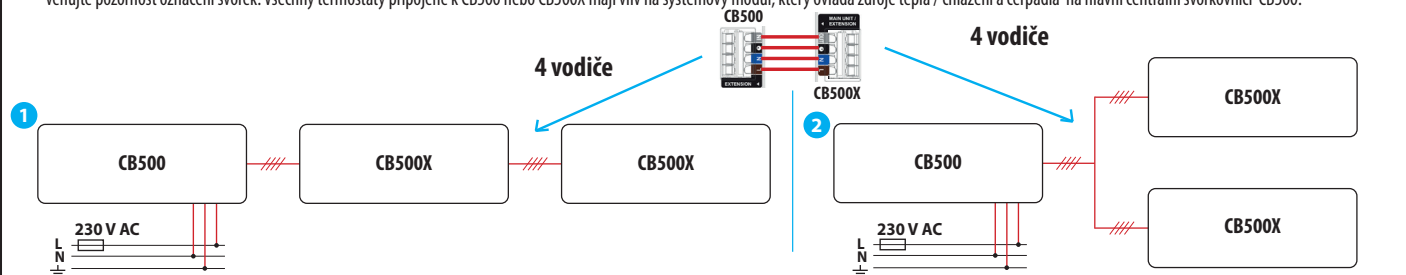 věnujte pozornost označení svorek. Všechny termostaty připojené k CB500 nebo CB500X mají vliv na systémový modul, který ovládá zdroje tepla / chlazení a čerpadla na hlavní centrální svorkovnici CB500.
CB500
MAIN UNIT /
EXTENSION
4 vodiče
4 vodiče
N
L
N
L
EXTENSION
CB500X
1
CB500
CB500X
CB500X
230 V AC
L
N
2
CB500
CB500X
CB500X
230 V AC
L
N